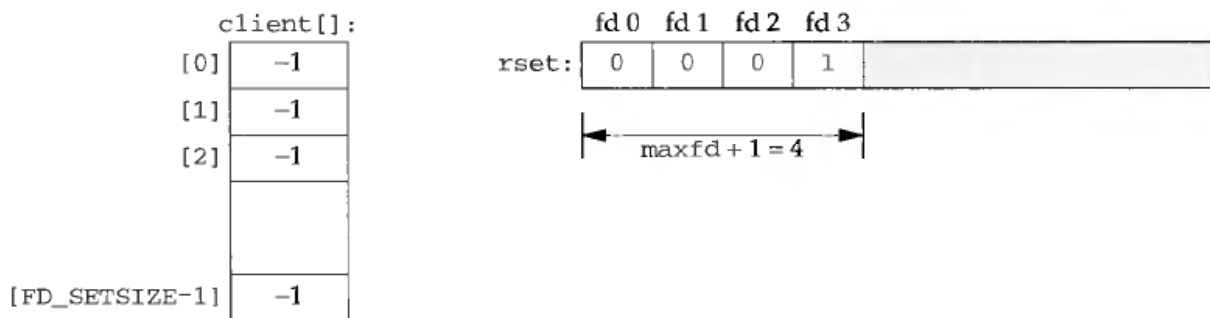 client[]:
[0] -1
[1] -1
[2] -1
[FD_SETSIZE-1] -1
fd 0 fd 1 fd 2 fd 3
rset: 0 0 0 1
maxfd + 1 = 4